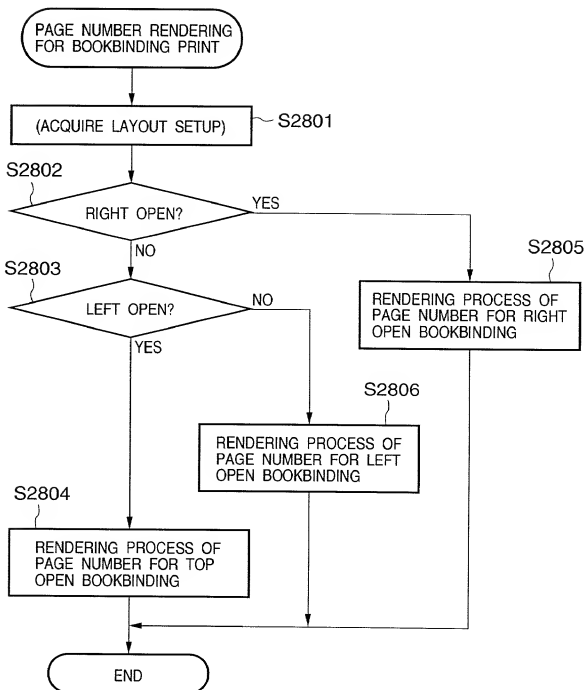 PAGE NUMBER RENDERING
FOR BOOKBINDING PRINT
(ACQUIRE LAYOUT SETUP)
S2801
S2802
RIGHT OPEN?
YES
NO
S2803
LEFT OPEN?
NO
YES
S2805
RENDERING PROCESS OF
PAGE NUMBER FOR RIGHT
OPEN BOOKBINDING
S2806
RENDERING PROCESS OF
PAGE NUMBER FOR LEFT
OPEN BOOKBINDING
S2804
RENDERING PROCESS OF
PAGE NUMBER FOR TOP
OPEN BOOKBINDING
END